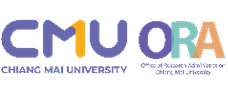 CMU ORA
CHIANG MAI UNIVERSITY
Office of Research Administration
Chiang Mai University